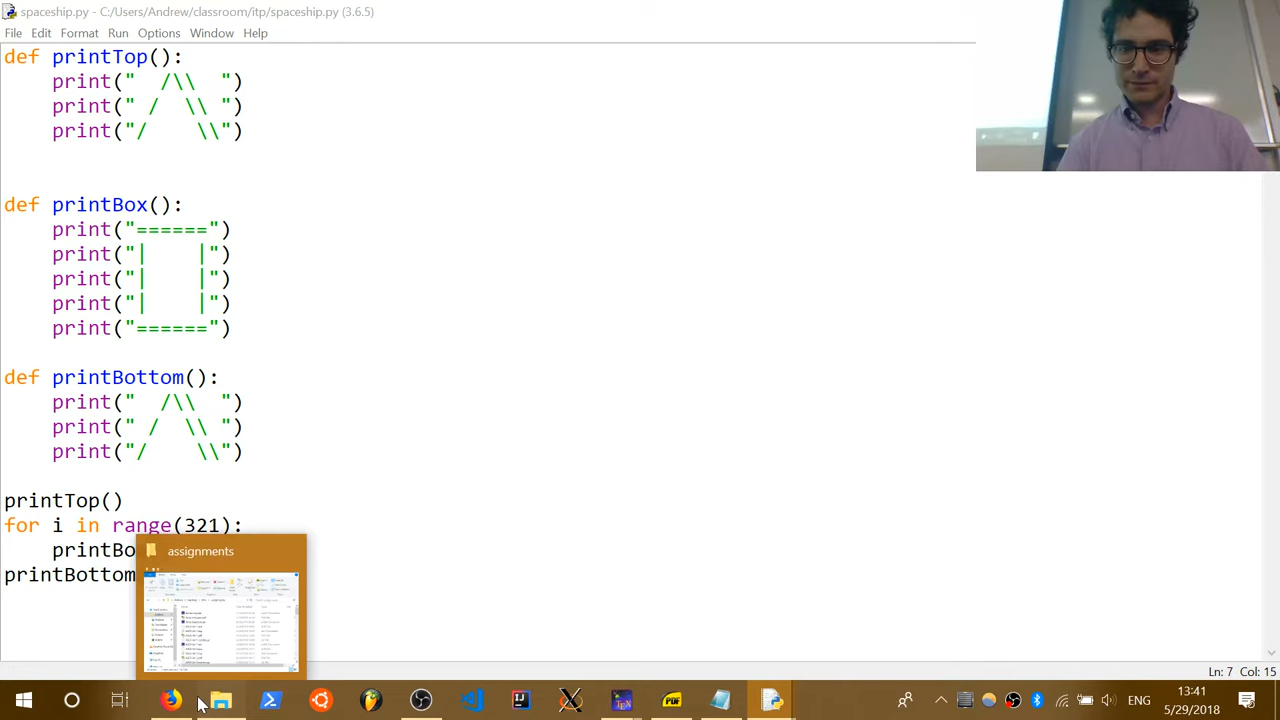 spaceship.py - C:/Users/Andrew/classroom/itp/spaceship.py (3.6.5)
File Edit Format Run Options Window Help
def printTop():
    print("  /\\  ")
    print(" /  \\ ")
    print("/    \\")
def printBox():
    print("======")
    print("|    |")
    print("|    |")
    print("|    |")
    print("======")
def printBottom():
    print("  /\\  ")
    print(" /  \\ ")
    print("/    \\")
printTop()
for i in range(321):
    printBo
printBottom
assignments
Ln: 7 Col: 15
ENG
13:41
5/29/2018